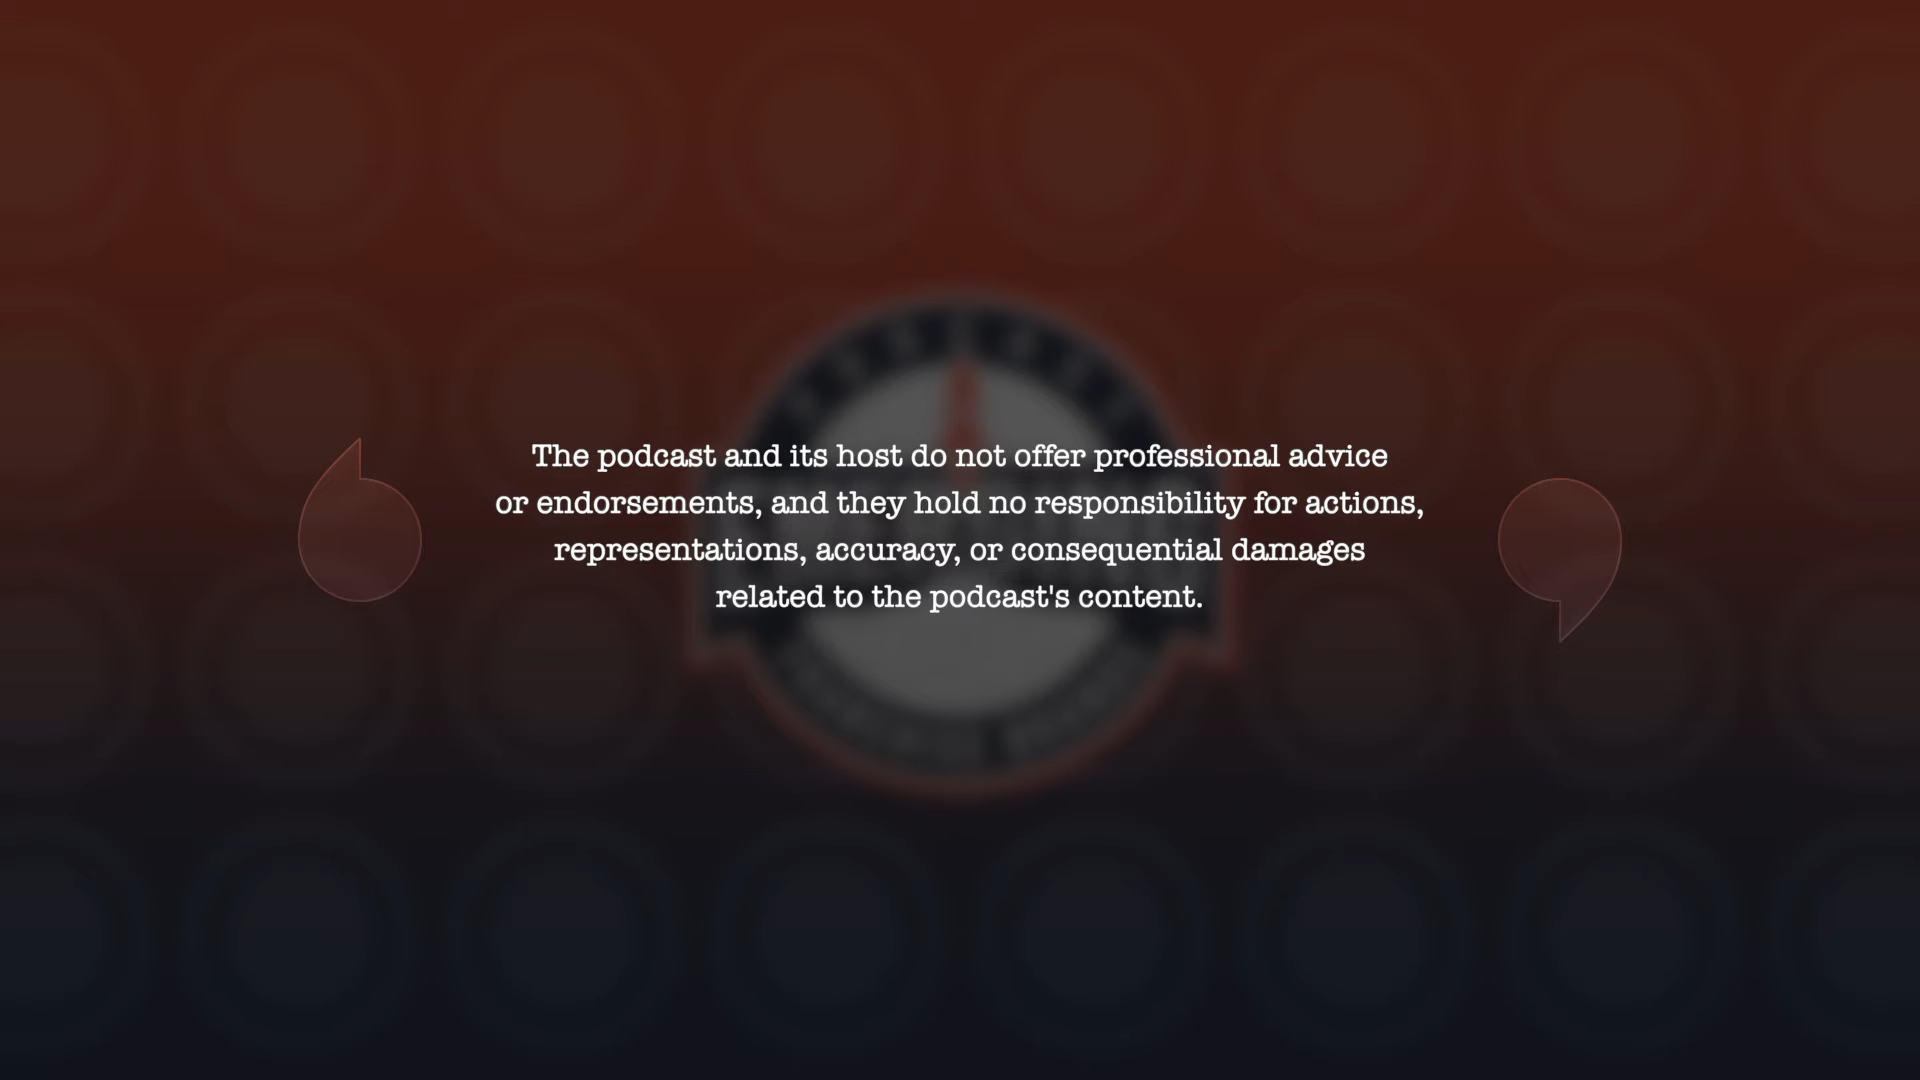 The podcast and its host do not offer professional advice
or endorsements, and they hold no responsibility for actions,
representations, accuracy, or consequential damages
related to the podcast's content.